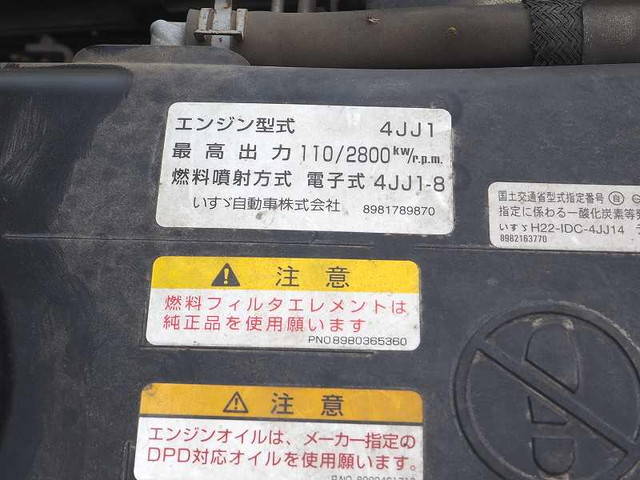 エンジン型式 4JJ1
最高出力 110/2800kw/r.p.m.
燃料噴射方式 電子式 4JJ1-8
いすゞ自動車株式会社 8981789870
国土交通省型式指定番号 自
指定に係わる一酸化炭素等
いすゞH22-IDC-4JJ14
8982163770
注意
燃料フィルタエレメントは
純正品を使用願います
PNO8980365360
注意
エンジンオイルは、メーカー指定の
DPD対応オイルを使用願います。